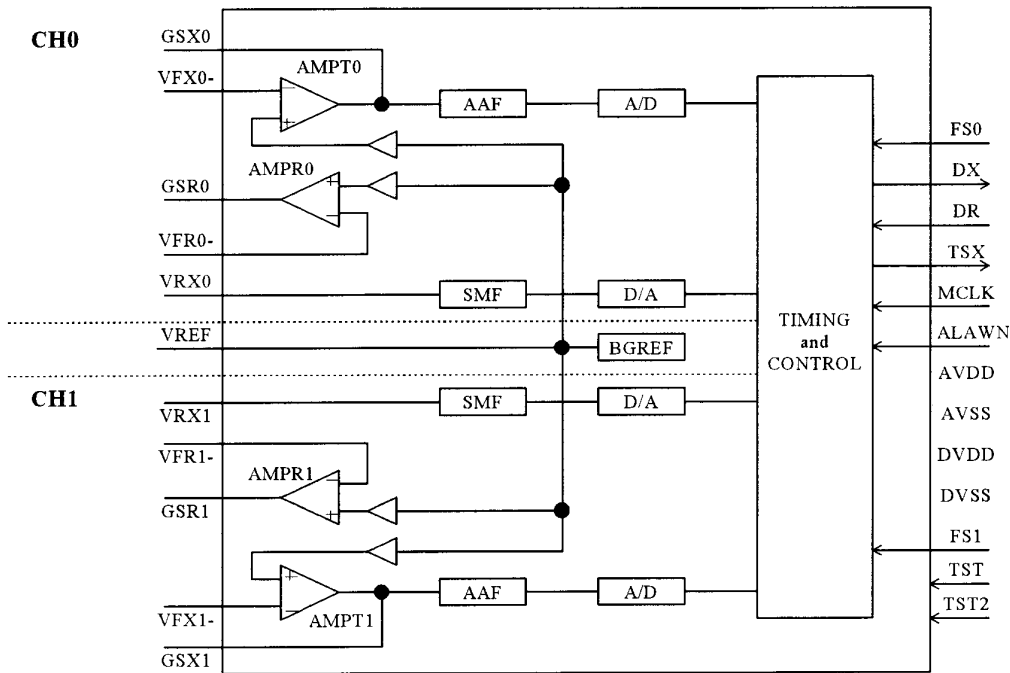 CH0
GSX0
VFX0-
AMPT0
−
+
AAF
A/D
AMPR0
+
−
GSR0
VFR0-
VRX0
SMF
D/A
VREF
BGREF
CH1
VRX1
SMF
D/A
VFR1-
AMPR1
−
+
GSR1
+
−
AMPT1
AAF
A/D
VFX1-
GSX1
TIMING
and
CONTROL
FS0
DX
DR
TSX
MCLK
ALAWN
AVDD
AVSS
DVDD
DVSS
FS1
TST
TST2